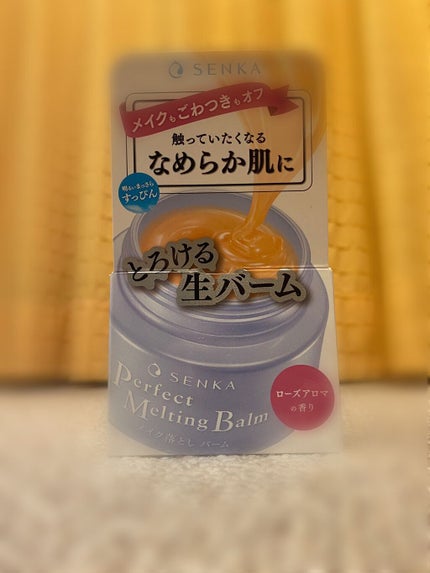 SENKA
メイクもごわつきもオフ
触っていたくなる
なめらか肌に
明るいまっさら
すっぴん
とろける
生バーム
SENKA
Perfect
Melting Balm
メイク落とし バーム
ローズアロマ
の香り